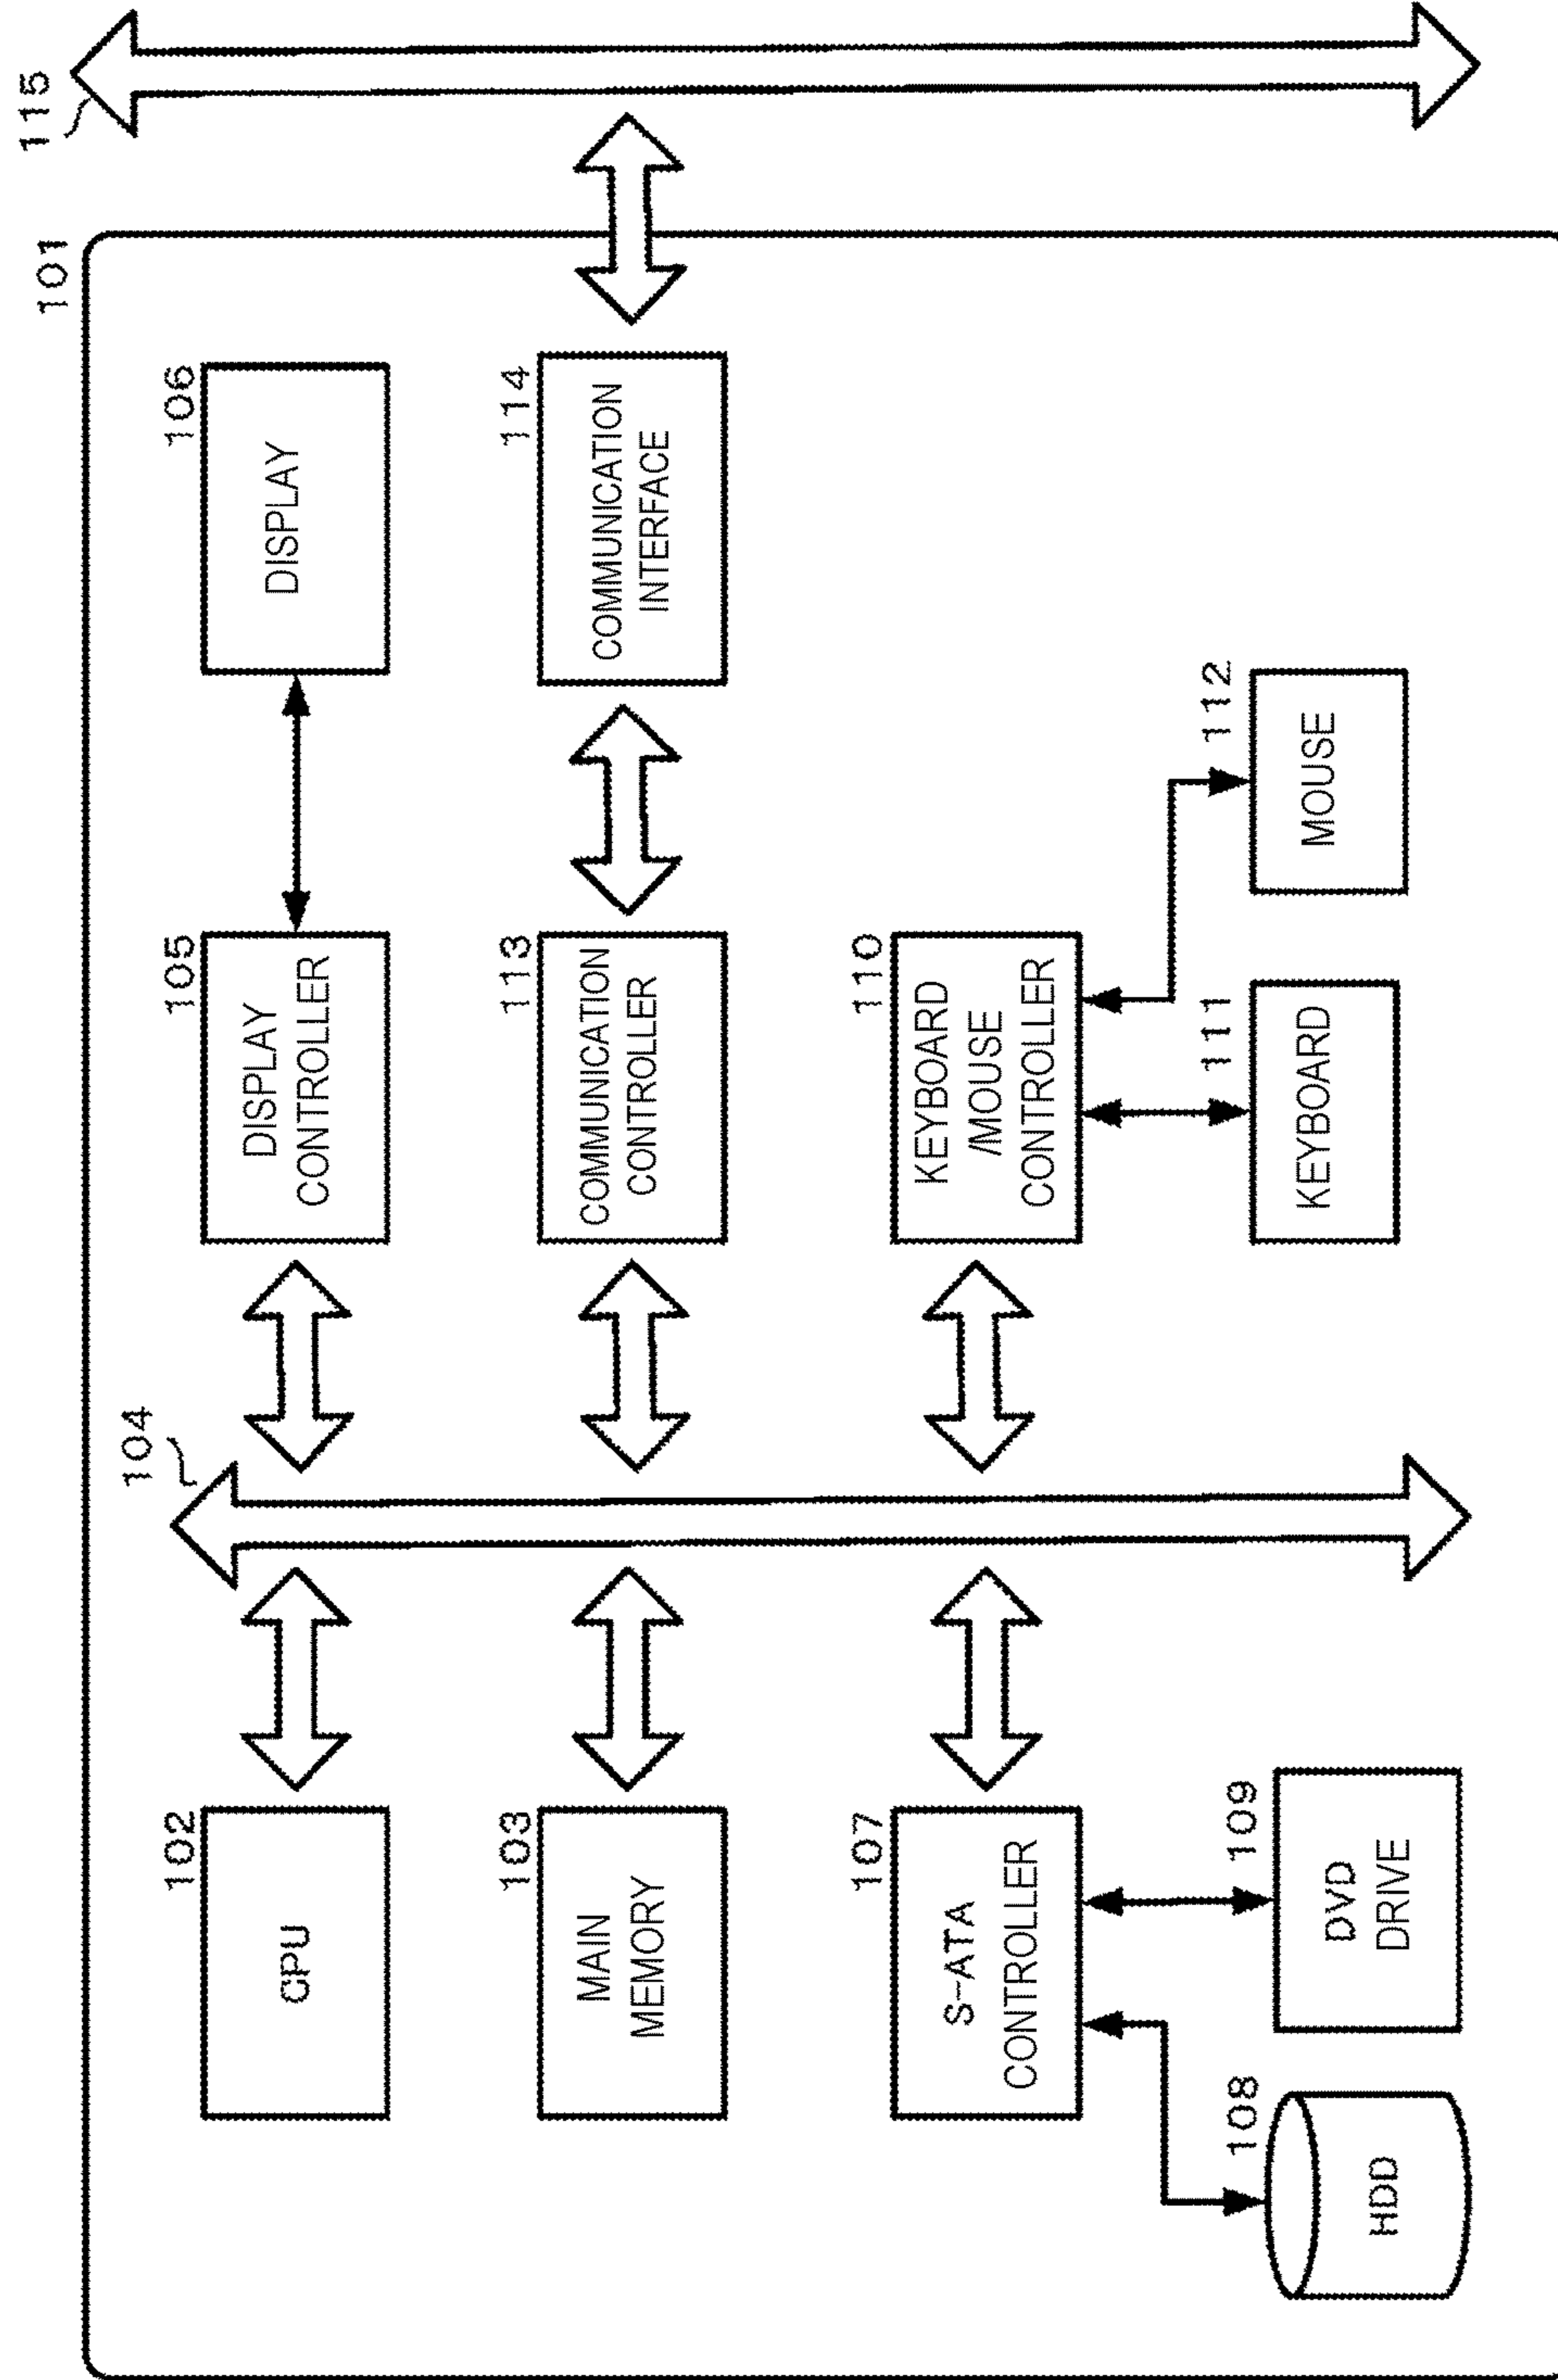 115
101
104
102
105
106
CPU
DISPLAY
CONTROLLER
DISPLAY
103
113
114
MAIN
MEMORY
COMMUNICATION
CONTROLLER
COMMUNICATION
INTERFACE
107
110
S-ATA
CONTROLLER
KEYBOARD
/MOUSE
CONTROLLER
108
109
111
112
HDD
DVD
DRIVE
KEYBOARD
MOUSE